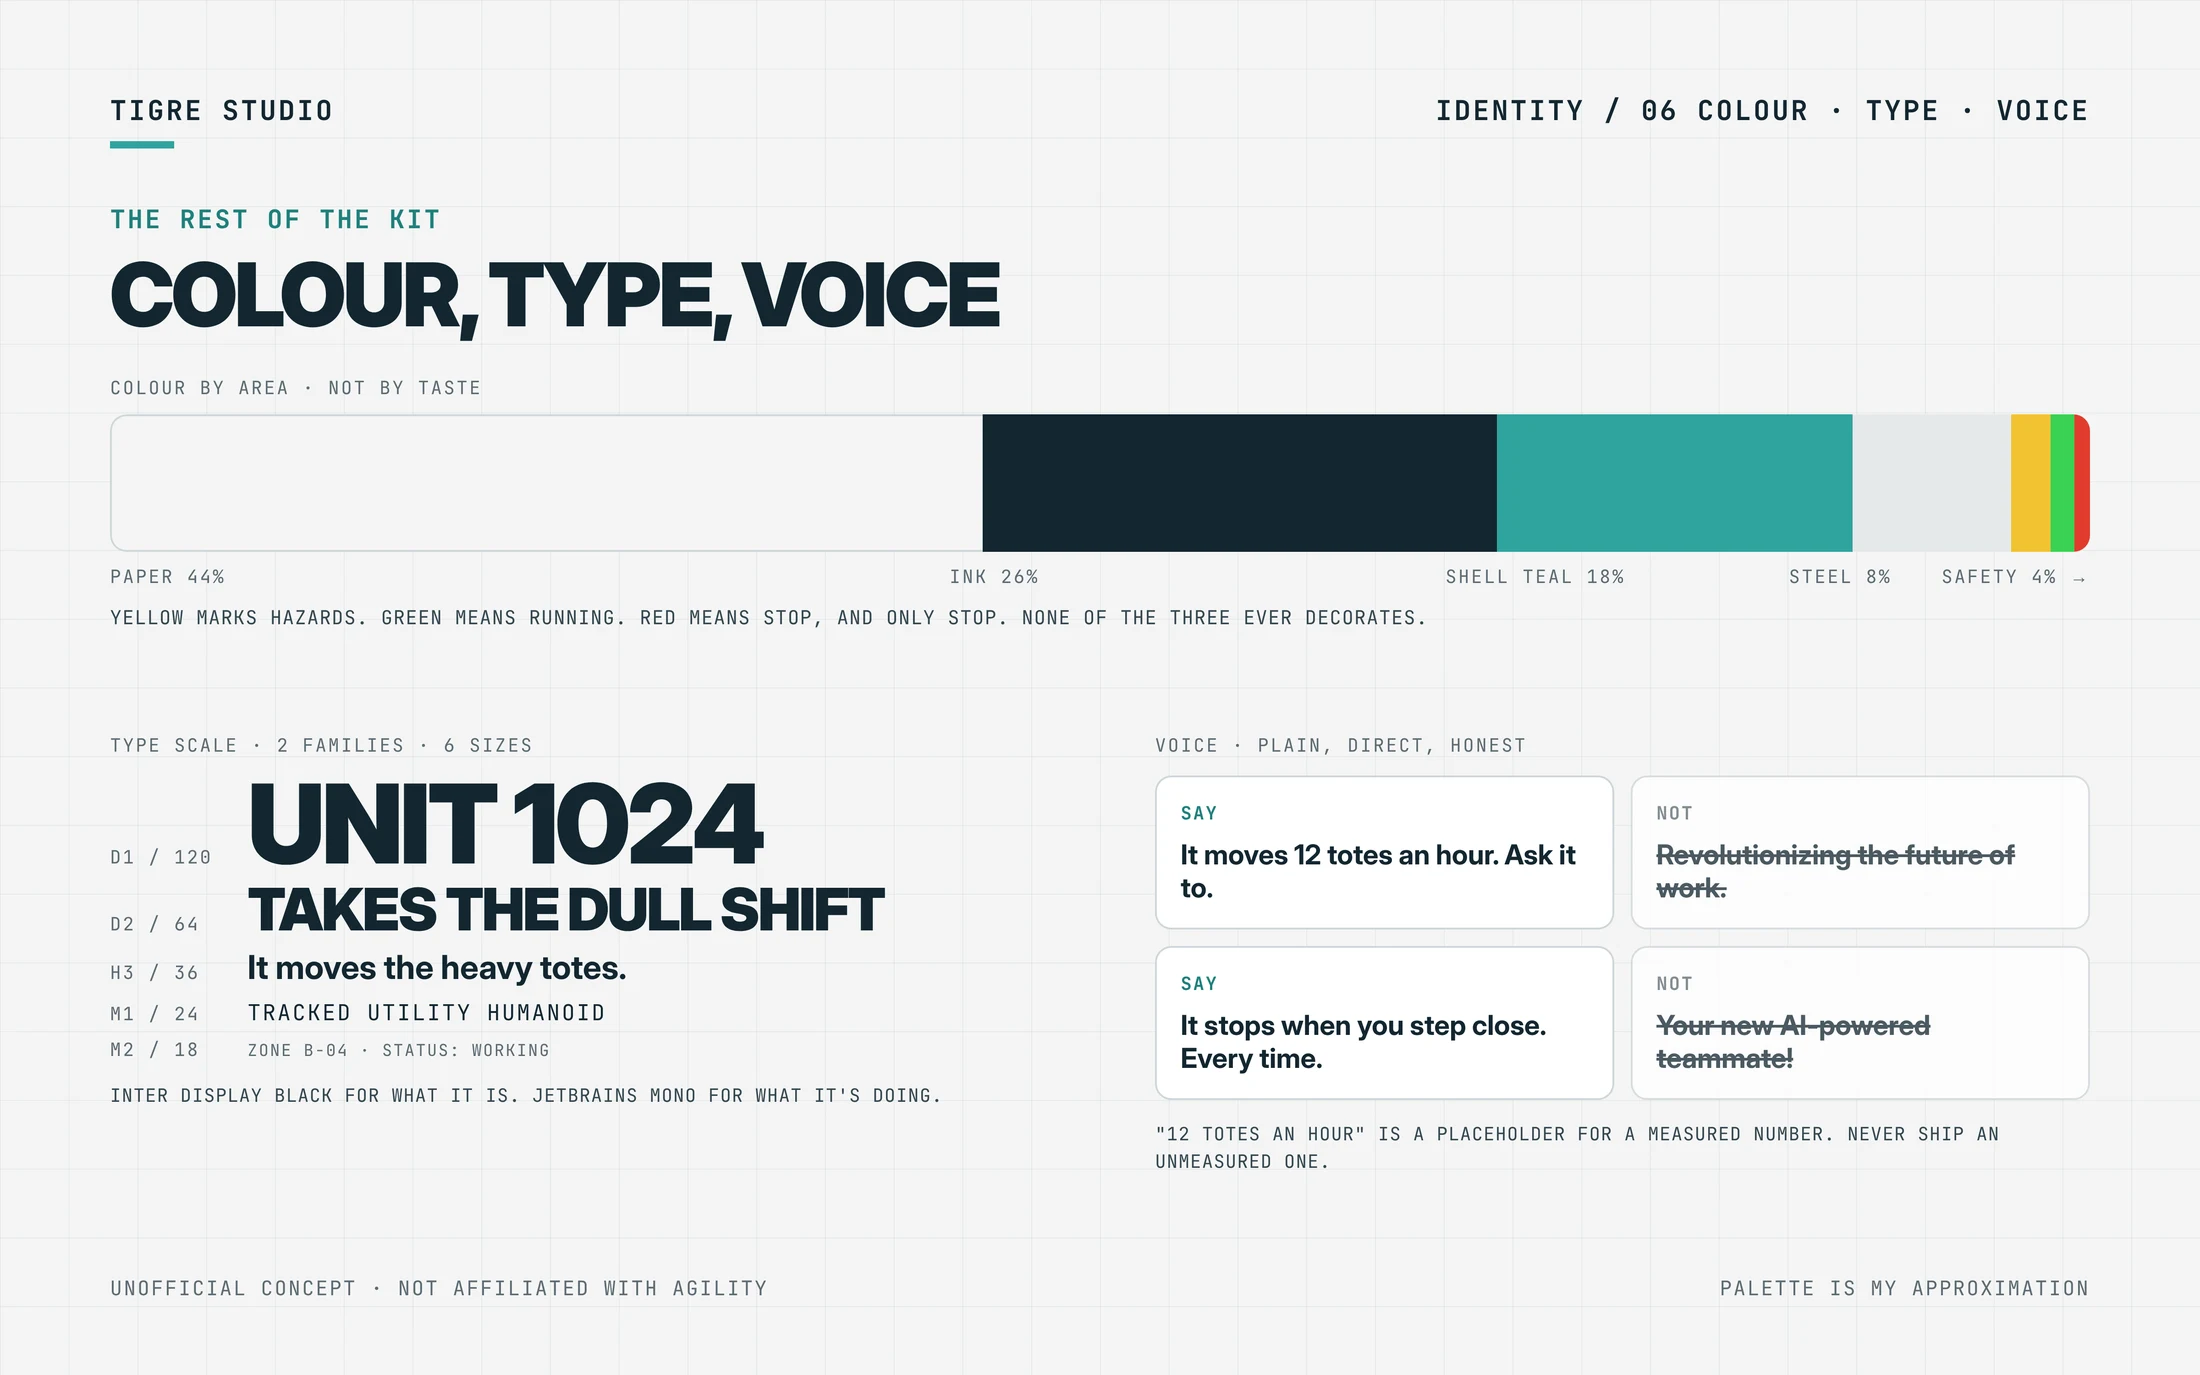 TIGRE STUDIO
IDENTITY / 06 COLOUR · TYPE · VOICE
THE REST OF THE KIT
COLOUR, TYPE, VOICE
COLOUR BY AREA · NOT BY TASTE
PAPER 44%
INK 26%
SHELL TEAL 18%
STEEL 8%
SAFETY 4% →
YELLOW MARKS HAZARDS. GREEN MEANS RUNNING. RED MEANS STOP, AND ONLY STOP. NONE OF THE THREE EVER DECORATES.
TYPE SCALE · 2 FAMILIES · 6 SIZES
D1 / 120 UNIT 1024
D2 / 64 TAKES THE DULL SHIFT
H3 / 36 It moves the heavy totes.
M1 / 24 TRACKED UTILITY HUMANOID
M2 / 18 ZONE B-04 · STATUS: WORKING
INTER DISPLAY BLACK FOR WHAT IT IS. JETBRAINS MONO FOR WHAT IT'S DOING.
VOICE · PLAIN, DIRECT, HONEST
SAY
It moves 12 totes an hour. Ask it
to.
NOT
Revolutionizing the future of
work.
SAY
It stops when you step close.
Every time.
NOT
Your new AI-powered
teammate!
"12 TOTES AN HOUR" IS A PLACEHOLDER FOR A MEASURED NUMBER. NEVER SHIP AN
UNMEASURED ONE.
UNOFFICIAL CONCEPT · NOT AFFILIATED WITH AGILITY
PALETTE IS MY APPROXIMATION